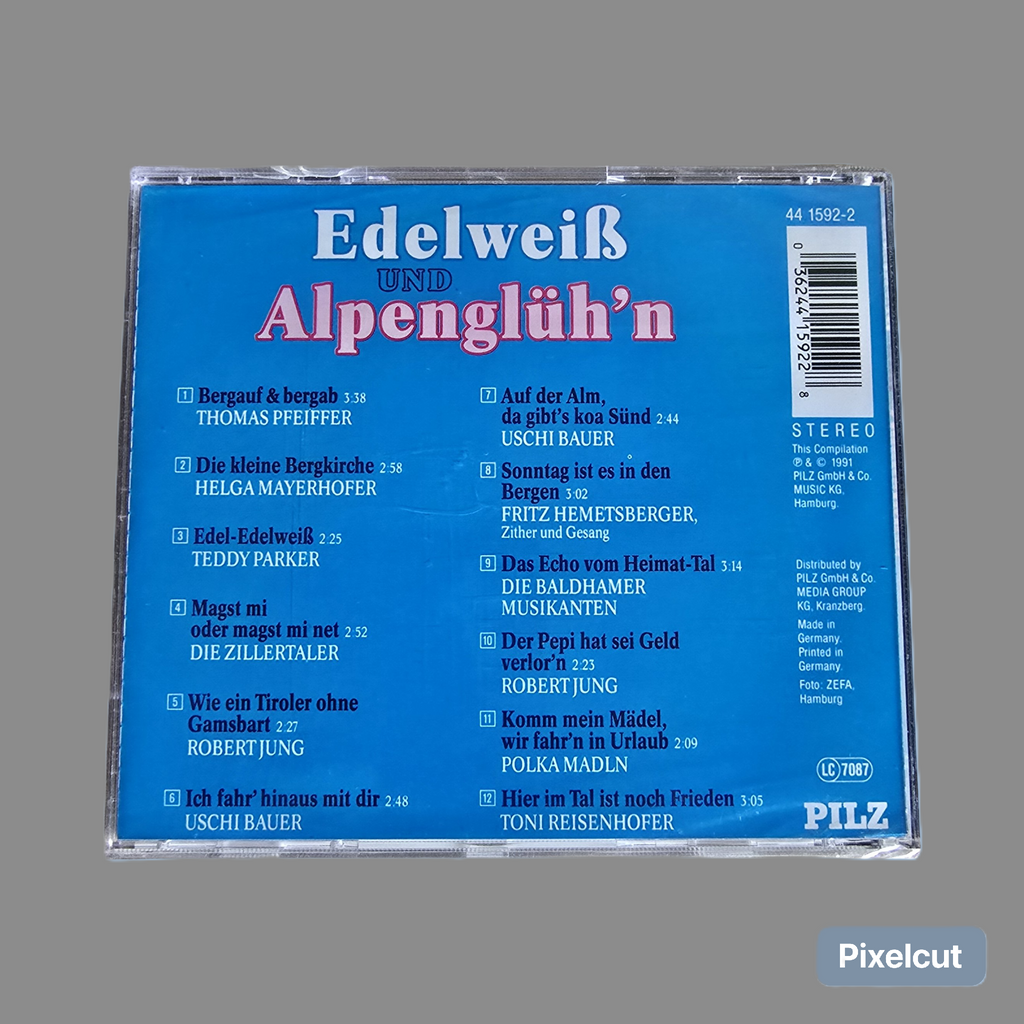 Edelweiß
UND
Alpenglüh'n
1 Bergauf & bergab 3:38
THOMAS PFEIFFER
2 Die kleine Bergkirche 2:58
HELGA MAYERHOFER
3 Edel-Edelweiß 2:25
TEDDY PARKER
4 Magst mi
oder magst mi net 2:52
DIE ZILLERTALER
5 Wie ein Tiroler ohne
Gamsbart 2:27
ROBERT JUNG
6 Ich fahr' hinaus mit dir 2:48
USCHI BAUER
7 Auf der Alm,
da gibt's koa Sünd 2:44
USCHI BAUER
8 Sonntag ist es in den
Bergen 3:02
FRITZ HEMETSBERGER,
Zither und Gesang
9 Das Echo vom Heimat-Tal 3:14
DIE BALDHAMER
MUSIKANTEN
10 Der Pepi hat sei Geld
verlor'n 2:23
ROBERT JUNG
11 Komm mein Mädel,
wir fahr'n in Urlaub 2:09
POLKA MADLN
12 Hier im Tal ist noch Frieden 3:05
TONI REISENHOFER
44 1592-2
0 36244 15922 8
STEREO
This Compilation
℗ & © 1991
PILZ GmbH & Co.
MUSIC KG,
Hamburg.
Distributed by
PILZ GmbH & Co.
MEDIA GROUP
KG, Kranzberg.
Made in
Germany.
Printed in
Germany.
Foto: ZEFA,
Hamburg
LC 7087
PILZ
Pixelcut